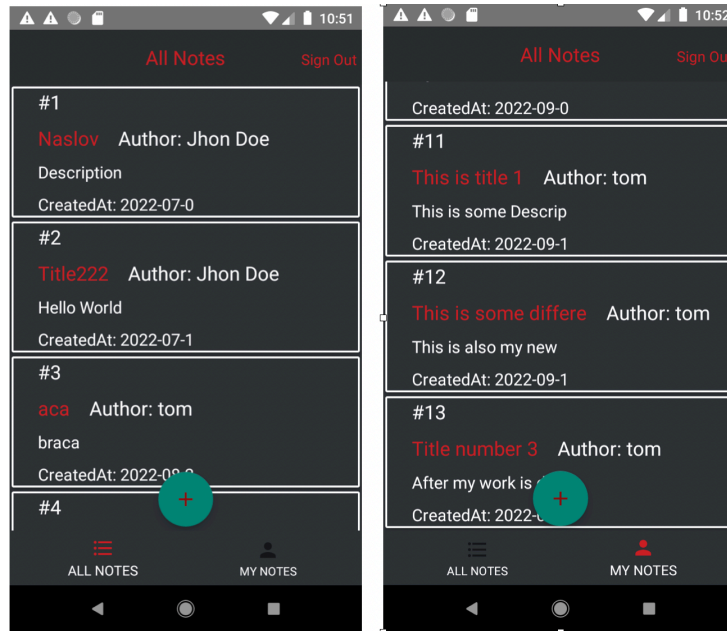 10:51
All Notes Sign Out
#1
Naslov Author: Jhon Doe
Description
CreatedAt: 2022-07-0
#2
Title222 Author: Jhon Doe
Hello World
CreatedAt: 2022-07-1
#3
aca Author: tom
braca
CreatedAt: 2022-08-2
#4
+
ALL NOTES MY NOTES
10:52
All Notes Sign Ou
CreatedAt: 2022-09-0
#11
This is title 1 Author: tom
This is some Descrip
CreatedAt: 2022-09-1
#12
This is some differe Author: tom
This is also my new
CreatedAt: 2022-09-1
#13
Title number 3 Author: tom
After my work is
CreatedAt: 2022-0
+
ALL NOTES MY NOTES